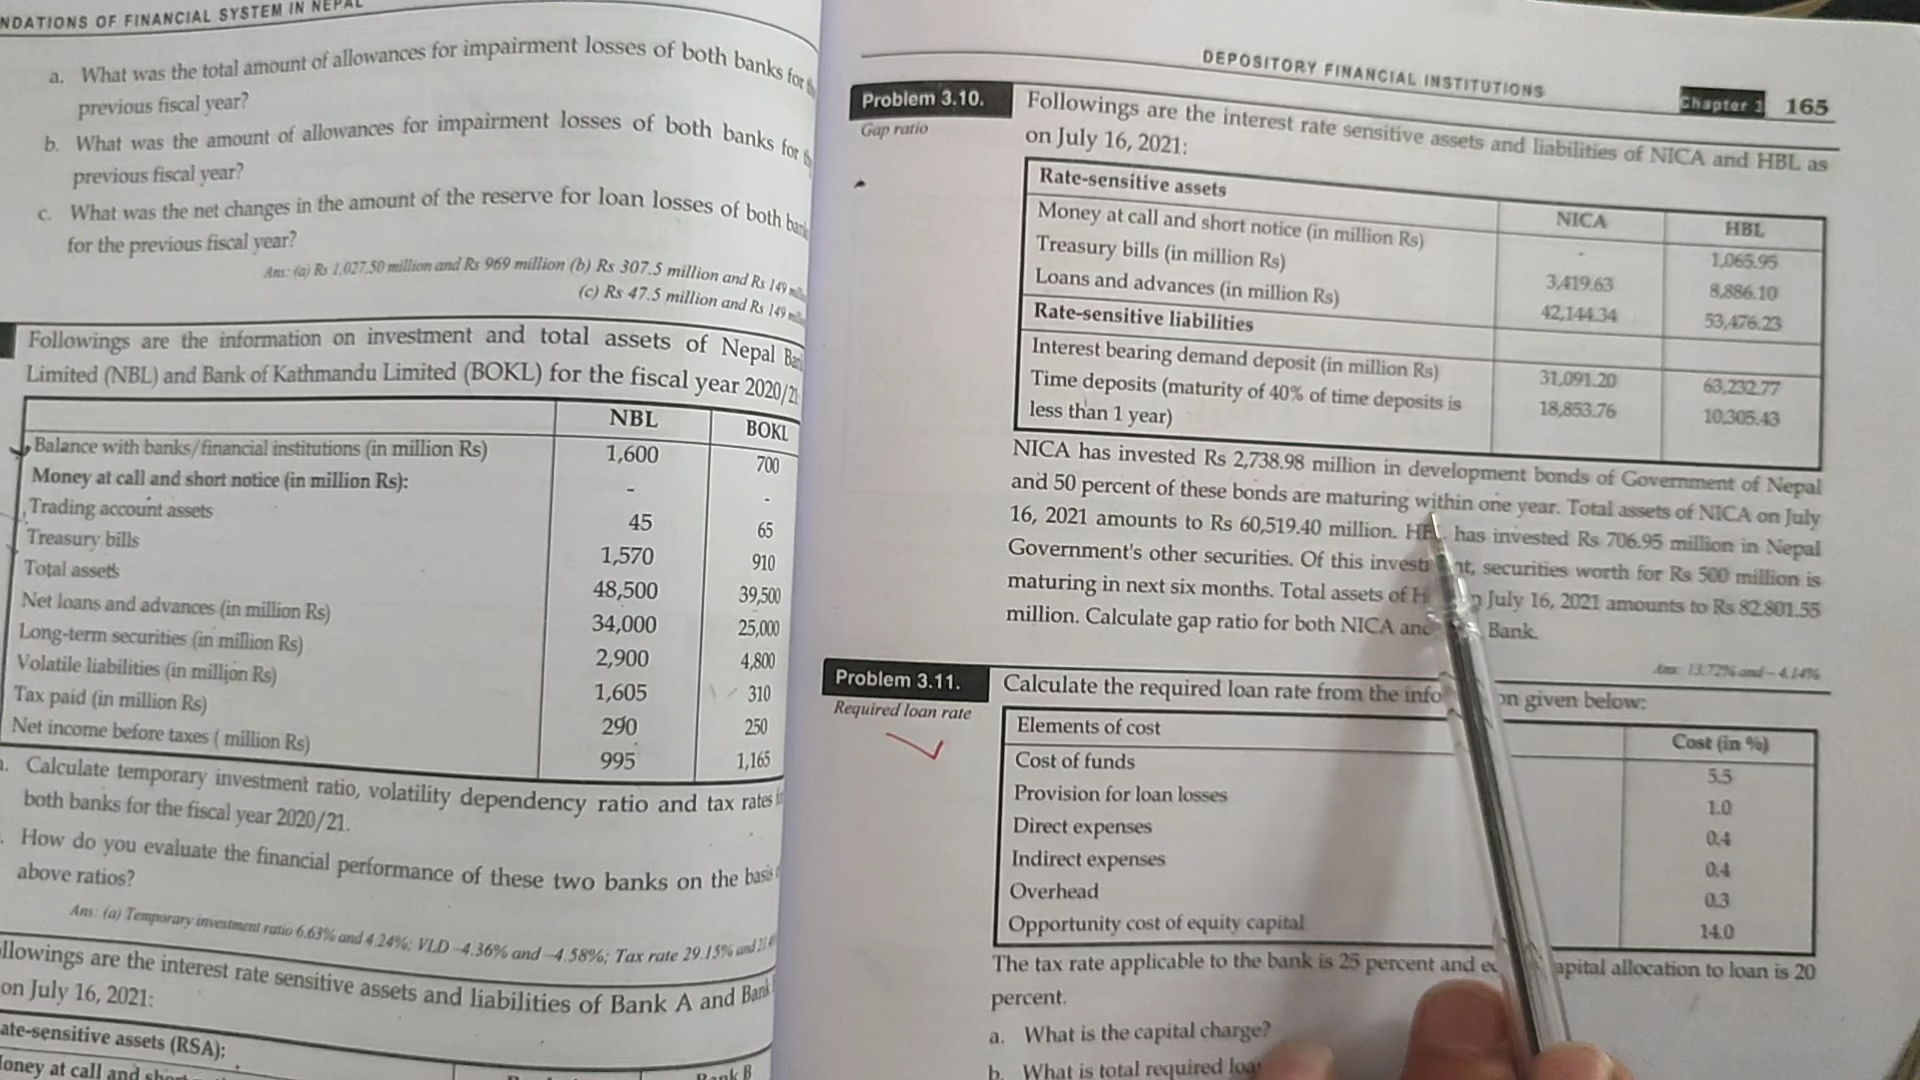 NDATIONS OF FINANCIAL SYSTEM IN NEPAL
a. What was the total amount of allowances for impairment losses of both banks for
previous fiscal year?
b. What was the amount of allowances for impairment losses of both banks for
previous fiscal year?
c. What was the net changes in the amount of the reserve for loan losses of both
for the previous fiscal year?
Ans: (a) Rs 1,027.50 million and Rs 969 million (b) Rs 307.5 million and Rs 149
(c) Rs 47.5 million and Rs 149
Followings are the information on investment and total assets of Nepal
Limited (NBL) and Bank of Kathmandu Limited (BOKL) for the fiscal year 2020/21
NBL BOKL
Balance with banks/financial institutions (in million Rs) 1,600 700
Money at call and short notice (in million Rs): - -
Trading account assets 45 65
Treasury bills 1,570 910
Total assets 48,500 39,500
Net loans and advances (in million Rs) 34,000 25,000
Long-term securities (in million Rs) 2,900 4,800
Volatile liabilities (in million Rs) 1,605 310
Tax paid (in million Rs) 290 250
Net income before taxes ( million Rs) 995 1,165
. Calculate temporary investment ratio, volatility dependency ratio and tax rates
both banks for the fiscal year 2020/21.
. How do you evaluate the financial performance of these two banks on the basis
above ratios?
Ans: (a) Temporary investment ratio 6.63% and 4.24%; VLD -4.36% and -4.58%; Tax rate 29.15% and
llowings are the interest rate sensitive assets and liabilities of Bank A and Bank
on July 16, 2021:
ate-sensitive assets (RSA):
oney at call and
Bank B
DEPOSITORY FINANCIAL INSTITUTIONS Chapter 3 165
Problem 3.10. Followings are the interest rate sensitive assets and liabilities of NICA and HBL as
Gap ratio on July 16, 2021:
Rate-sensitive assets NICA HBL
Money at call and short notice (in million Rs) - 1,065.95
Treasury bills (in million Rs) 3,419.63 8,886.10
Loans and advances (in million Rs) 42,144.34 53,476.23
Rate-sensitive liabilities
Interest bearing demand deposit (in million Rs) 31,091.20 63,232.77
Time deposits (maturity of 40% of time deposits is 18,853.76 10,305.43
less than 1 year)
NICA has invested Rs 2,738.98 million in development bonds of Government of Nepal
and 50 percent of these bonds are maturing within one year. Total assets of NICA on July
16, 2021 amounts to Rs 60,519.40 million. has invested Rs 706.95 million in Nepal
Government's other securities. Of this securities worth for Rs 500 million is
maturing in next six months. Total assets of July 16, 2021 amounts to Rs 82.801.55
million. Calculate gap ratio for both NICA Bank.
Ans: 13.72% and - 4.14%
Problem 3.11. Calculate the required loan rate from the given below:
Required loan rate
Elements of cost Cost (in %)
Cost of funds 5.5
Provision for loan losses 1.0
Direct expenses 0.4
Indirect expenses 0.4
Overhead 0.3
Opportunity cost of equity capital 14.0
The tax rate applicable to the bank is 25 percent and apital allocation to loan is 20
percent.
a. What is the capital charge?
b. What is total required